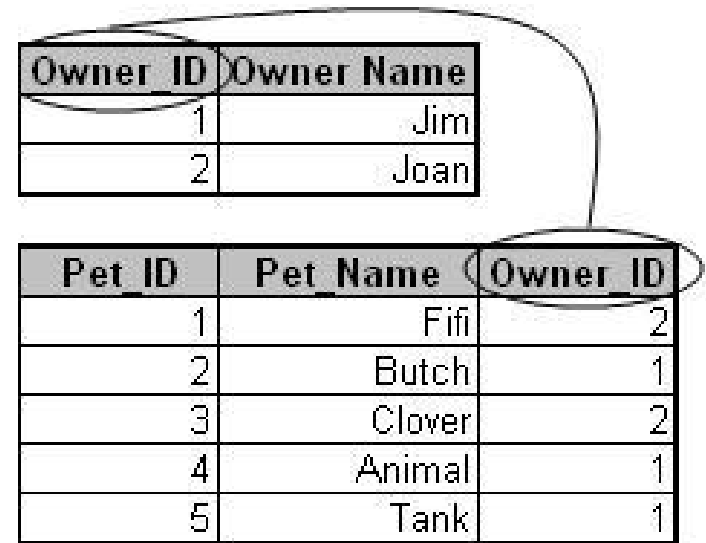 Owner_ID Owner Name
1 Jim
2 Joan
Pet_ID Pet_Name Owner_ID
1 Fifi 2
2 Butch 1
3 Clover 2
4 Animal 1
5 Tank 1